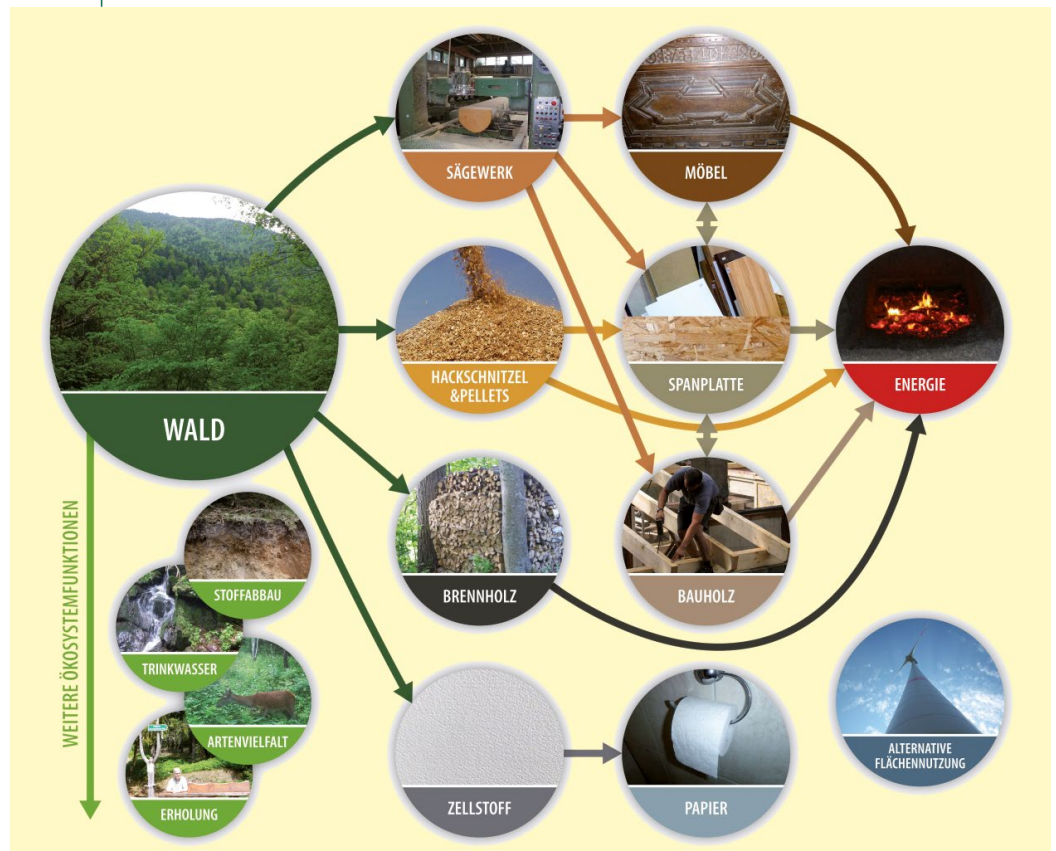 SÄGEWERK
MÖBEL
WALD
HACKSCHNITZEL
&PELLETS
SPANPLATTE
ENERGIE
WEITERE ÖKOSYSTEMFUNKTIONEN
STOFFABBAU
TRINKWASSER
ARTENVIELFALT
ERHOLUNG
BRENNHOLZ
BAUHOLZ
ZELLSTOFF
PAPIER
ALTERNATIVE
FLÄCHENNUTZUNG